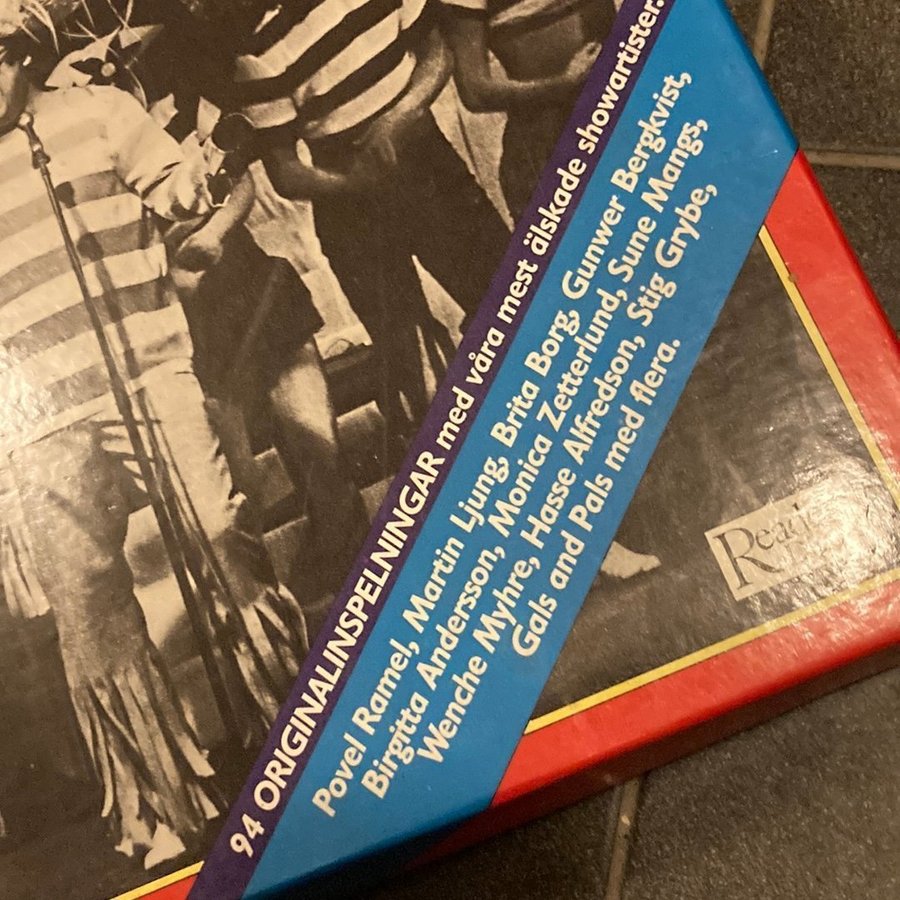 94 ORIGINALINSPELNINGAR med våra mest älskade showartister.
Povel Ramel, Martin Ljung, Brita Borg, Gunwer Bergkvist,
Birgitta Andersson, Monica Zetterlund, Sune Mangs,
Wenche Myhre, Hasse Alfredson, Stig Grybe,
Gals and Pals med flera.